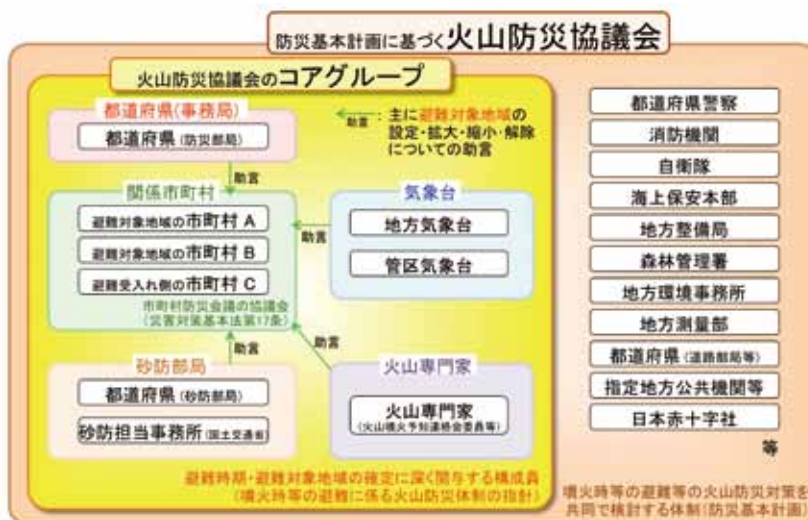 防災基本計画に基づく火山防災協議会
火山防災協議会のコアグループ
都道府県(事務局)
都道府県(防災部局)
助言
助言
:主に避難対象地域の
設定・拡大・縮小・解除
についての助言
関係市町村
避難対象地域の市町村 A
避難対象地域の市町村 B
避難受入れ側の市町村 C
市町村防災会議の協議会
(災害対策基本法第17条)
助言
気象台
地方気象台
管区気象台
助言
砂防部局
都道府県(砂防部局)
砂防担当事務所(国土交通省)
助言
火山専門家
火山専門家
(火山噴火予知連絡会委員等)
避難時期・避難対象地域の確定に深く関与する構成員
(噴火時等の避難に係る火山防災体制の指針)
都道府県警察
消防機関
自衛隊
海上保安本部
地方整備局
森林管理署
地方環境事務所
地方測量部
都道府県(道路部局等)
指定地方公共機関等
日本赤十字社
等
噴火時等の避難等の火山防災対策を
共同で検討する体制(防災基本計画)